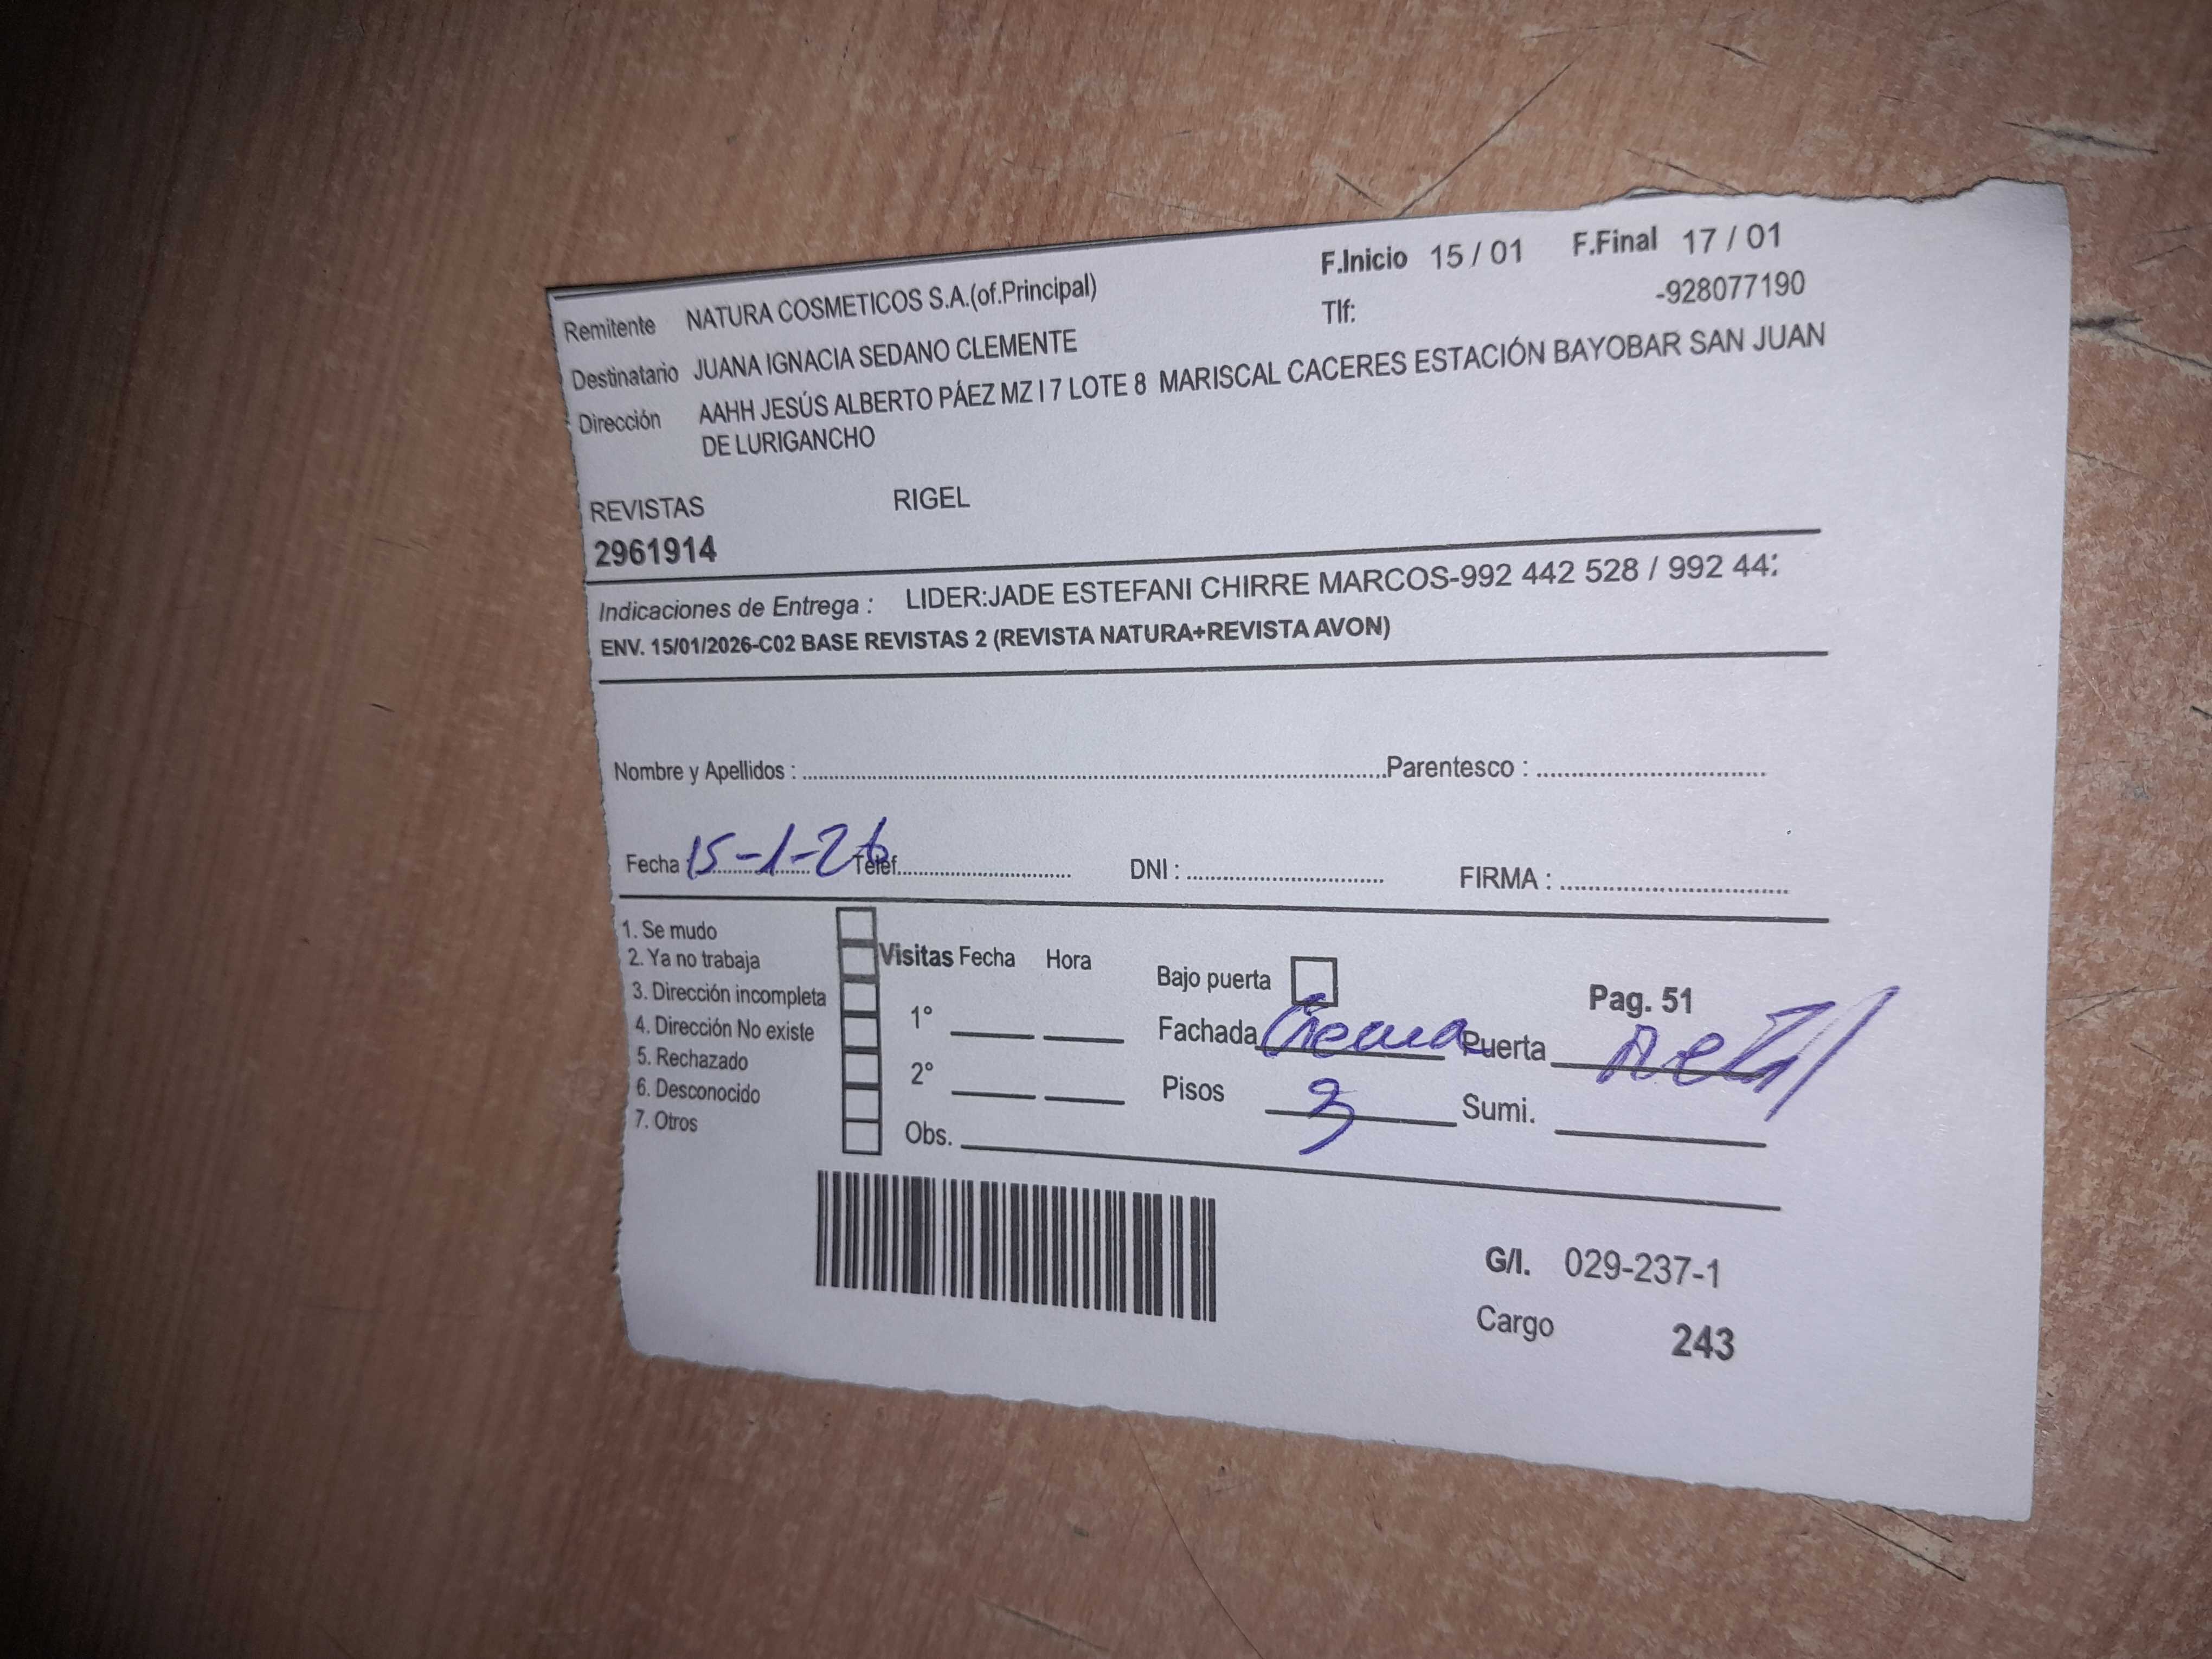 F.Inicio 15 / 01 F.Final 17 / 01
Remitente NATURA COSMETICOS S.A.(of.Principal) Tlf: -928077190
Destinatario JUANA IGNACIA SEDANO CLEMENTE
Dirección AAHH JESÚS ALBERTO PÁEZ MZ I 7 LOTE 8 MARISCAL CACERES ESTACIÓN BAYOBAR SAN JUAN
DE LURIGANCHO
REVISTAS RIGEL
2961914
Indicaciones de Entrega : LIDER:JADE ESTEFANI CHIRRE MARCOS-992 442 528 / 992 44
ENV. 15/01/2026-C02 BASE REVISTAS 2 (REVISTA NATURA+REVISTA AVON)
Nombre y Apellidos : Parentesco :
Fecha : 15-1-26 Telef. DNI : FIRMA :
1. Se mudo
2. Ya no trabaja
3. Dirección incompleta
4. Dirección No existe
5. Rechazado
6. Desconocido
7. Otros
Visitas Fecha Hora
1°
2°
Obs.
Bajo puerta Pag. 51
Fachada Crema Puerta Metal
Pisos 3 Sumi.
G/I. 029-237-1
Cargo 243